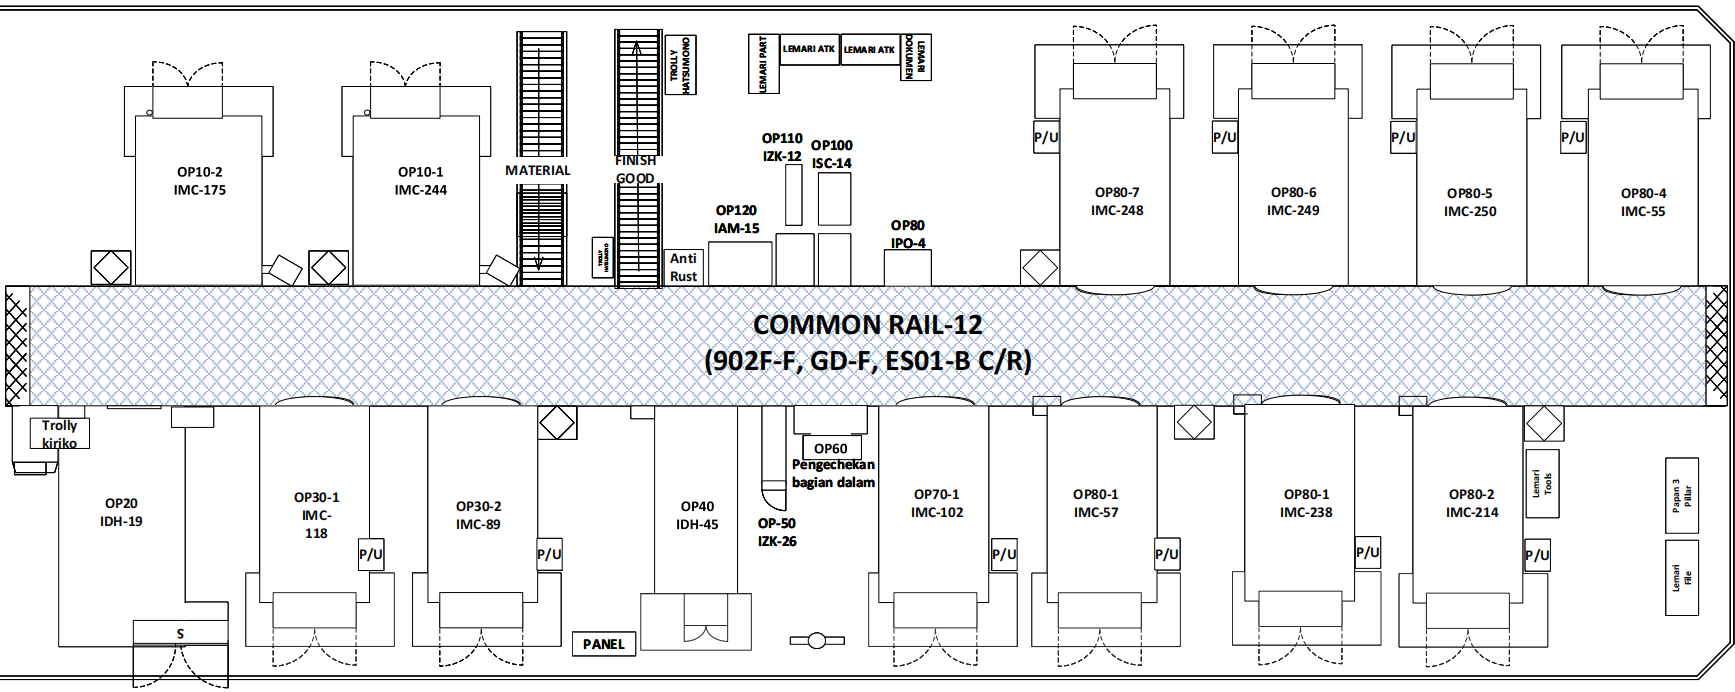 TROLLY
HATSUMONO
LEMARI PART
LEMARI ATK
LEMARI ATK
LEMARI
DOKUMEN
OP10-2
IMC-175
OP10-1
IMC-244
MATERIAL
FINISH
GOOD
TROLLY
HATSUMONO
Anti
Rust
OP120
IAM-15
OP110
IZK-12
OP100
ISC-14
OP80
IPO-4
P/U
OP80-7
IMC-248
P/U
OP80-6
IMC-249
P/U
OP80-5
IMC-250
P/U
OP80-4
IMC-55
COMMON RAIL-12
(902F-F, GD-F, ES01-B C/R)
Trolly
kiriko
OP20
IDH-19
S
OP30-1
IMC-
118
P/U
OP30-2
IMC-89
P/U
PANEL
OP40
IDH-45
OP-50
IZK-26
OP60
Pengechekan
bagian dalam
OP70-1
IMC-102
P/U
OP80-1
IMC-57
P/U
OP80-1
IMC-238
P/U
OP80-2
IMC-214
P/U
Lemari
Tools
Papan 3
Pillar
Lemari
File